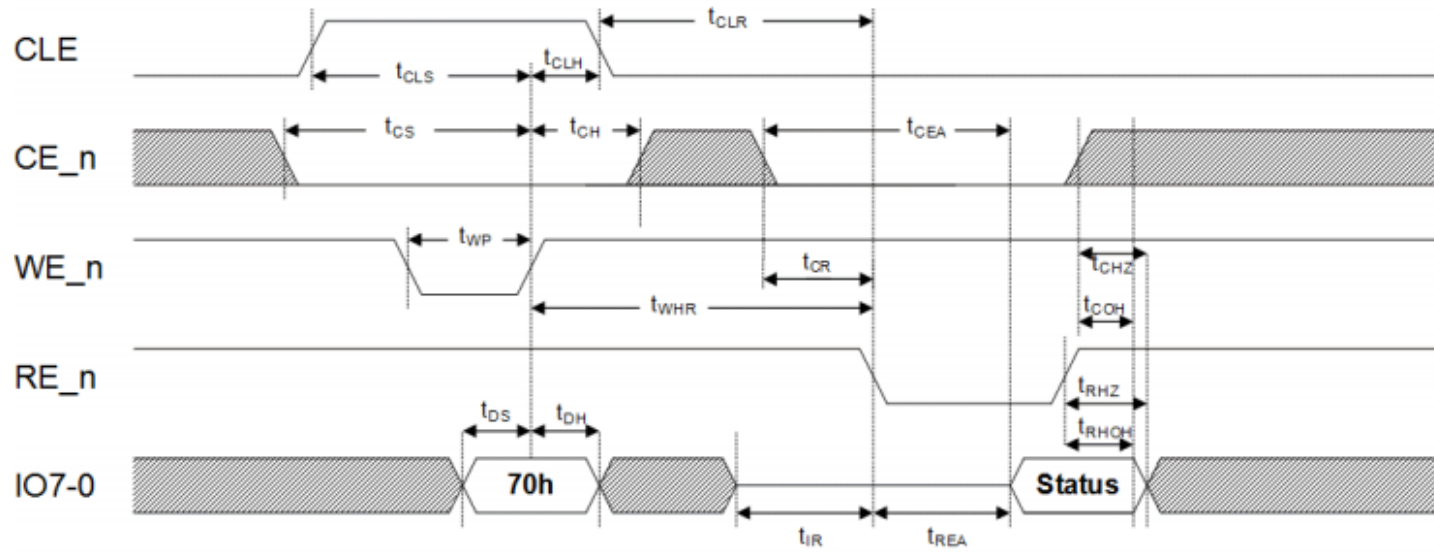 CLE
tCLR
tCLS
tCLH
CE_n
tCS
tCH
tCEA
WE_n
tWP
tCR
tWHR
tCHZ
tCOH
RE_n
tRHZ
tRHOH
tDS
tDH
IO7-0
70h
Status
tIR
tREA